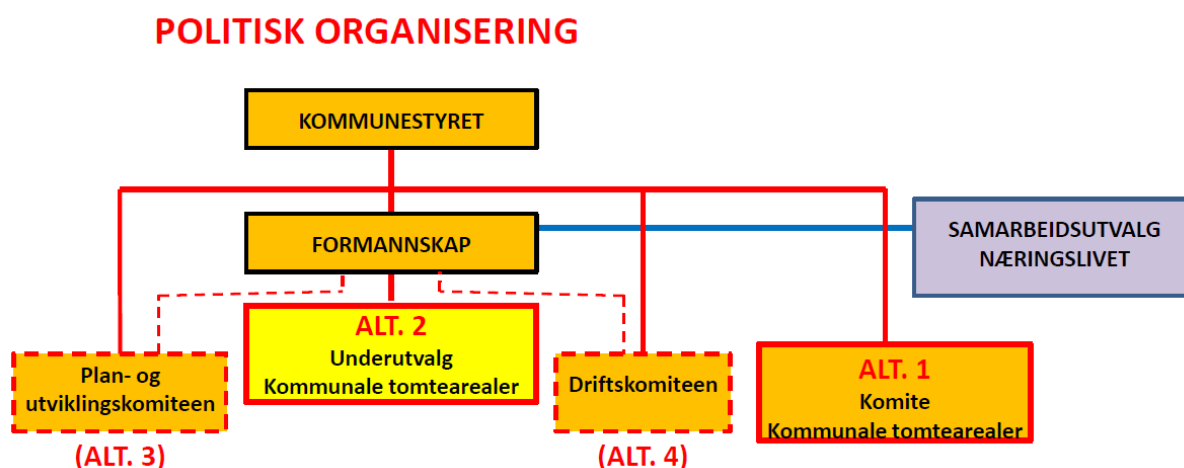 POLITISK ORGANISERING
KOMMUNESTYRET
FORMANNSKAP
SAMARBEIDSUTVALG
NÆRINGSLIVET
ALT. 2
Underutvalg
Kommunale tomtearealer
Plan- og
utviklingskomiteen
(ALT. 3)
Driftskomiteen
(ALT. 4)
ALT. 1
Komite
Kommunale tomtearealer